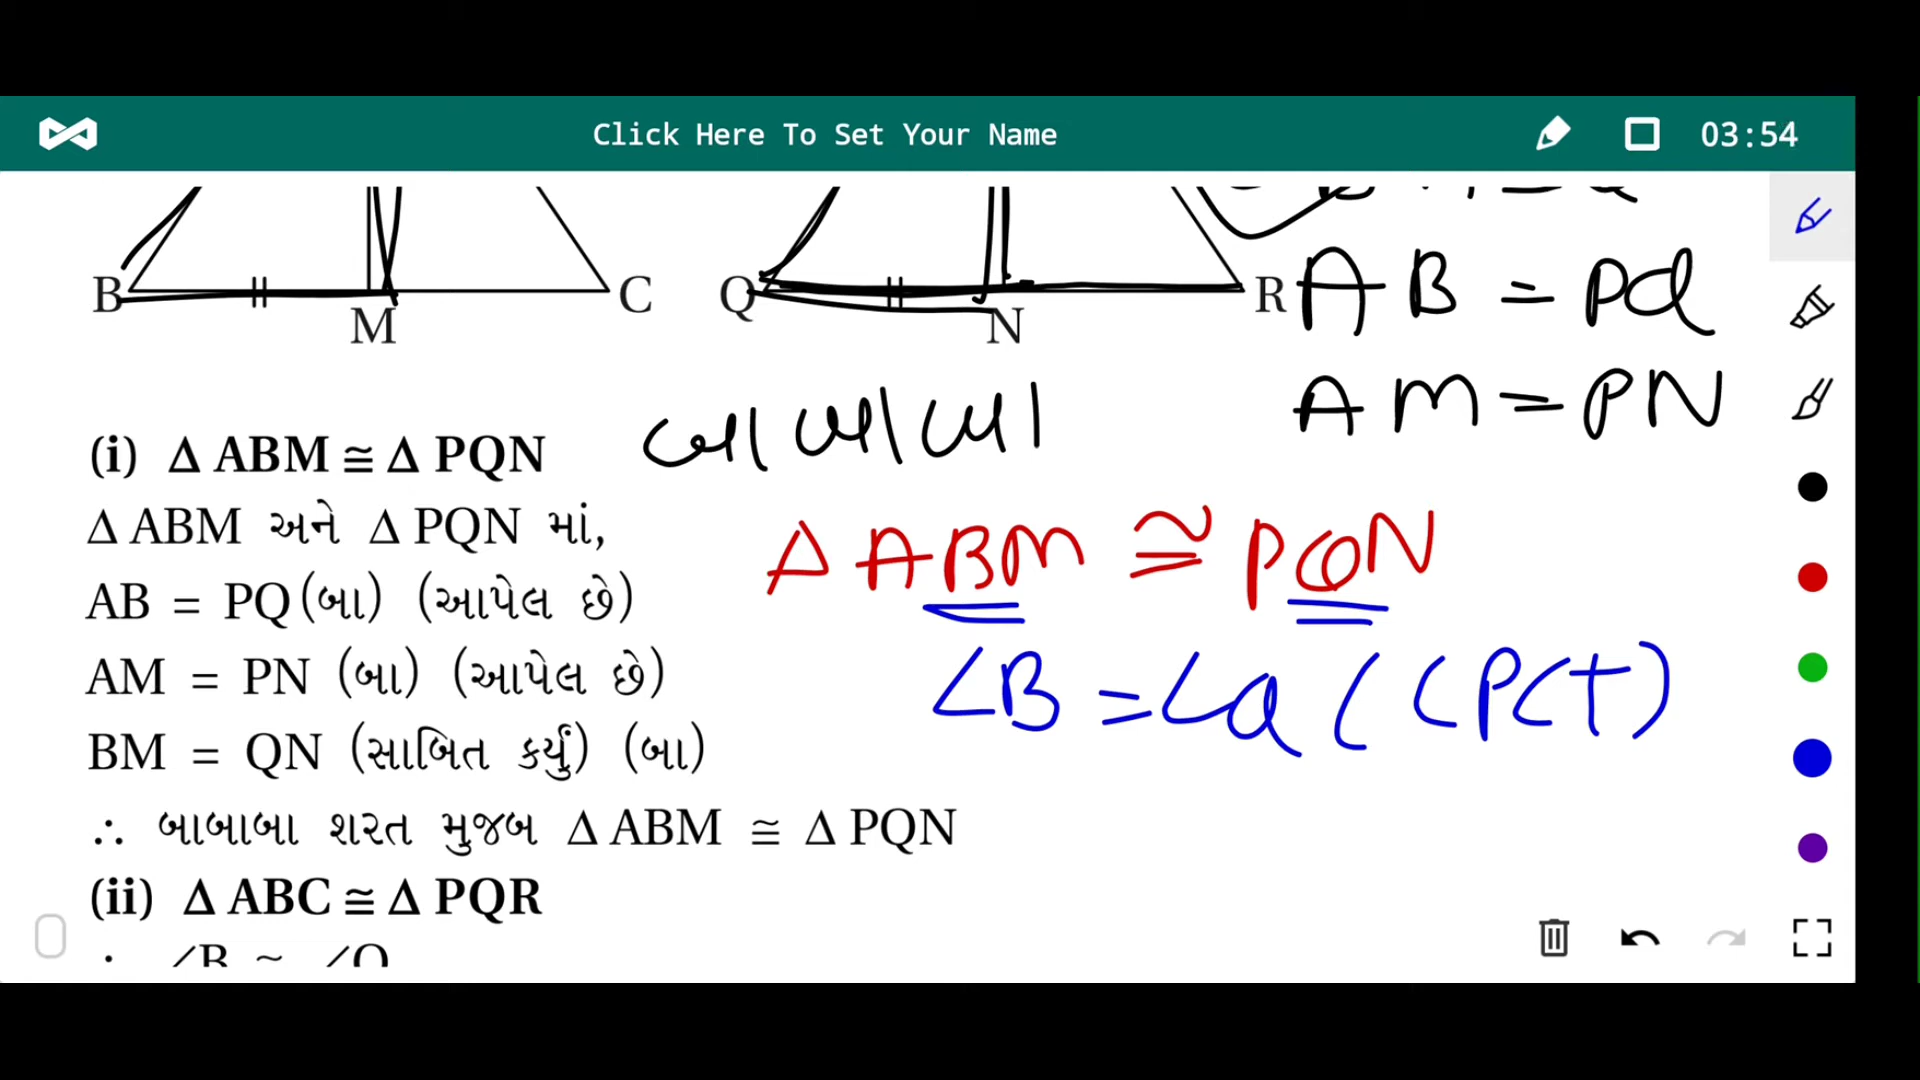 Click Here To Set Your Name
03:54
B
M
C
Q
N
R
AB = PQ
AM = PN
બાબાબા
(i) Δ ABM ≅ Δ PQN
Δ ABM અને Δ PQN માં,
Δ ABM ≅ PQN
AB = PQ (બા) (આપેલ છે)
AM = PN (બા) (આપેલ છે)
∠B = ∠Q (CPCT)
BM = QN (સાબિત કર્યું) (બા)
∴ બાબાબા શરત મુજબ Δ ABM ≅ Δ PQN
(ii) Δ ABC ≅ Δ PQR